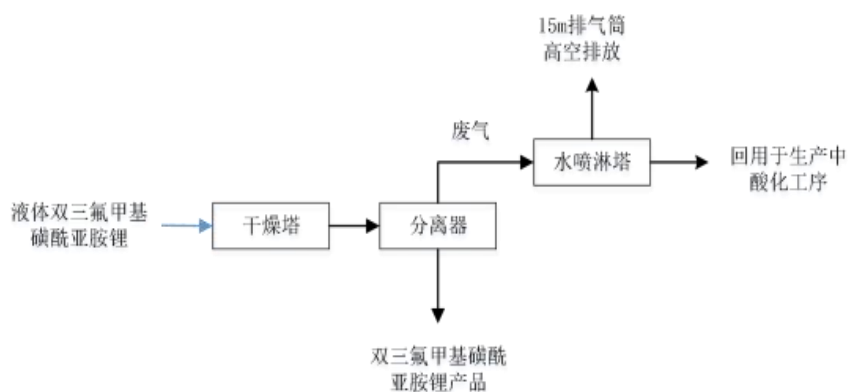 15m排气筒
高空排放
废气
水喷淋塔
回用于生产中
酸化工序
液体双三氟甲基
磺酰亚胺锂
干燥塔
分离器
双三氟甲基磺酰
亚胺锂产品